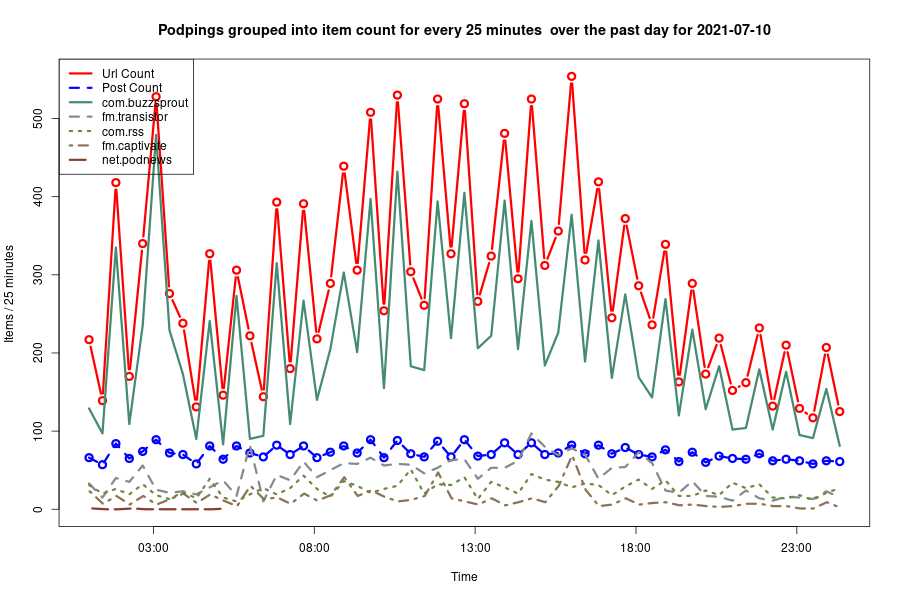 Podpings grouped into item count for every 25 minutes  over the past day for 2021-07-10
Url Count
Post Count
com.buzzsprout
fm.transistor
com.rss
fm.captivate
net.podnews
Items / 25 minutes
500
400
300
200
100
0
03:00 08:00 13:00 18:00 23:00
Time